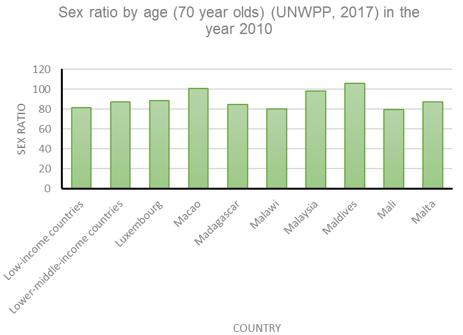 Sex ratio by age (70 year olds) (UNWPP, 2017) in the
year 2010
120
100
80
60
40
20
0
SEX RATIO
Low-income countries
Lower-middle-income countries
Luxembourg
Macao
Madagascar
Malawi
Malaysia
Maldives
Mali
Malta
COUNTRY